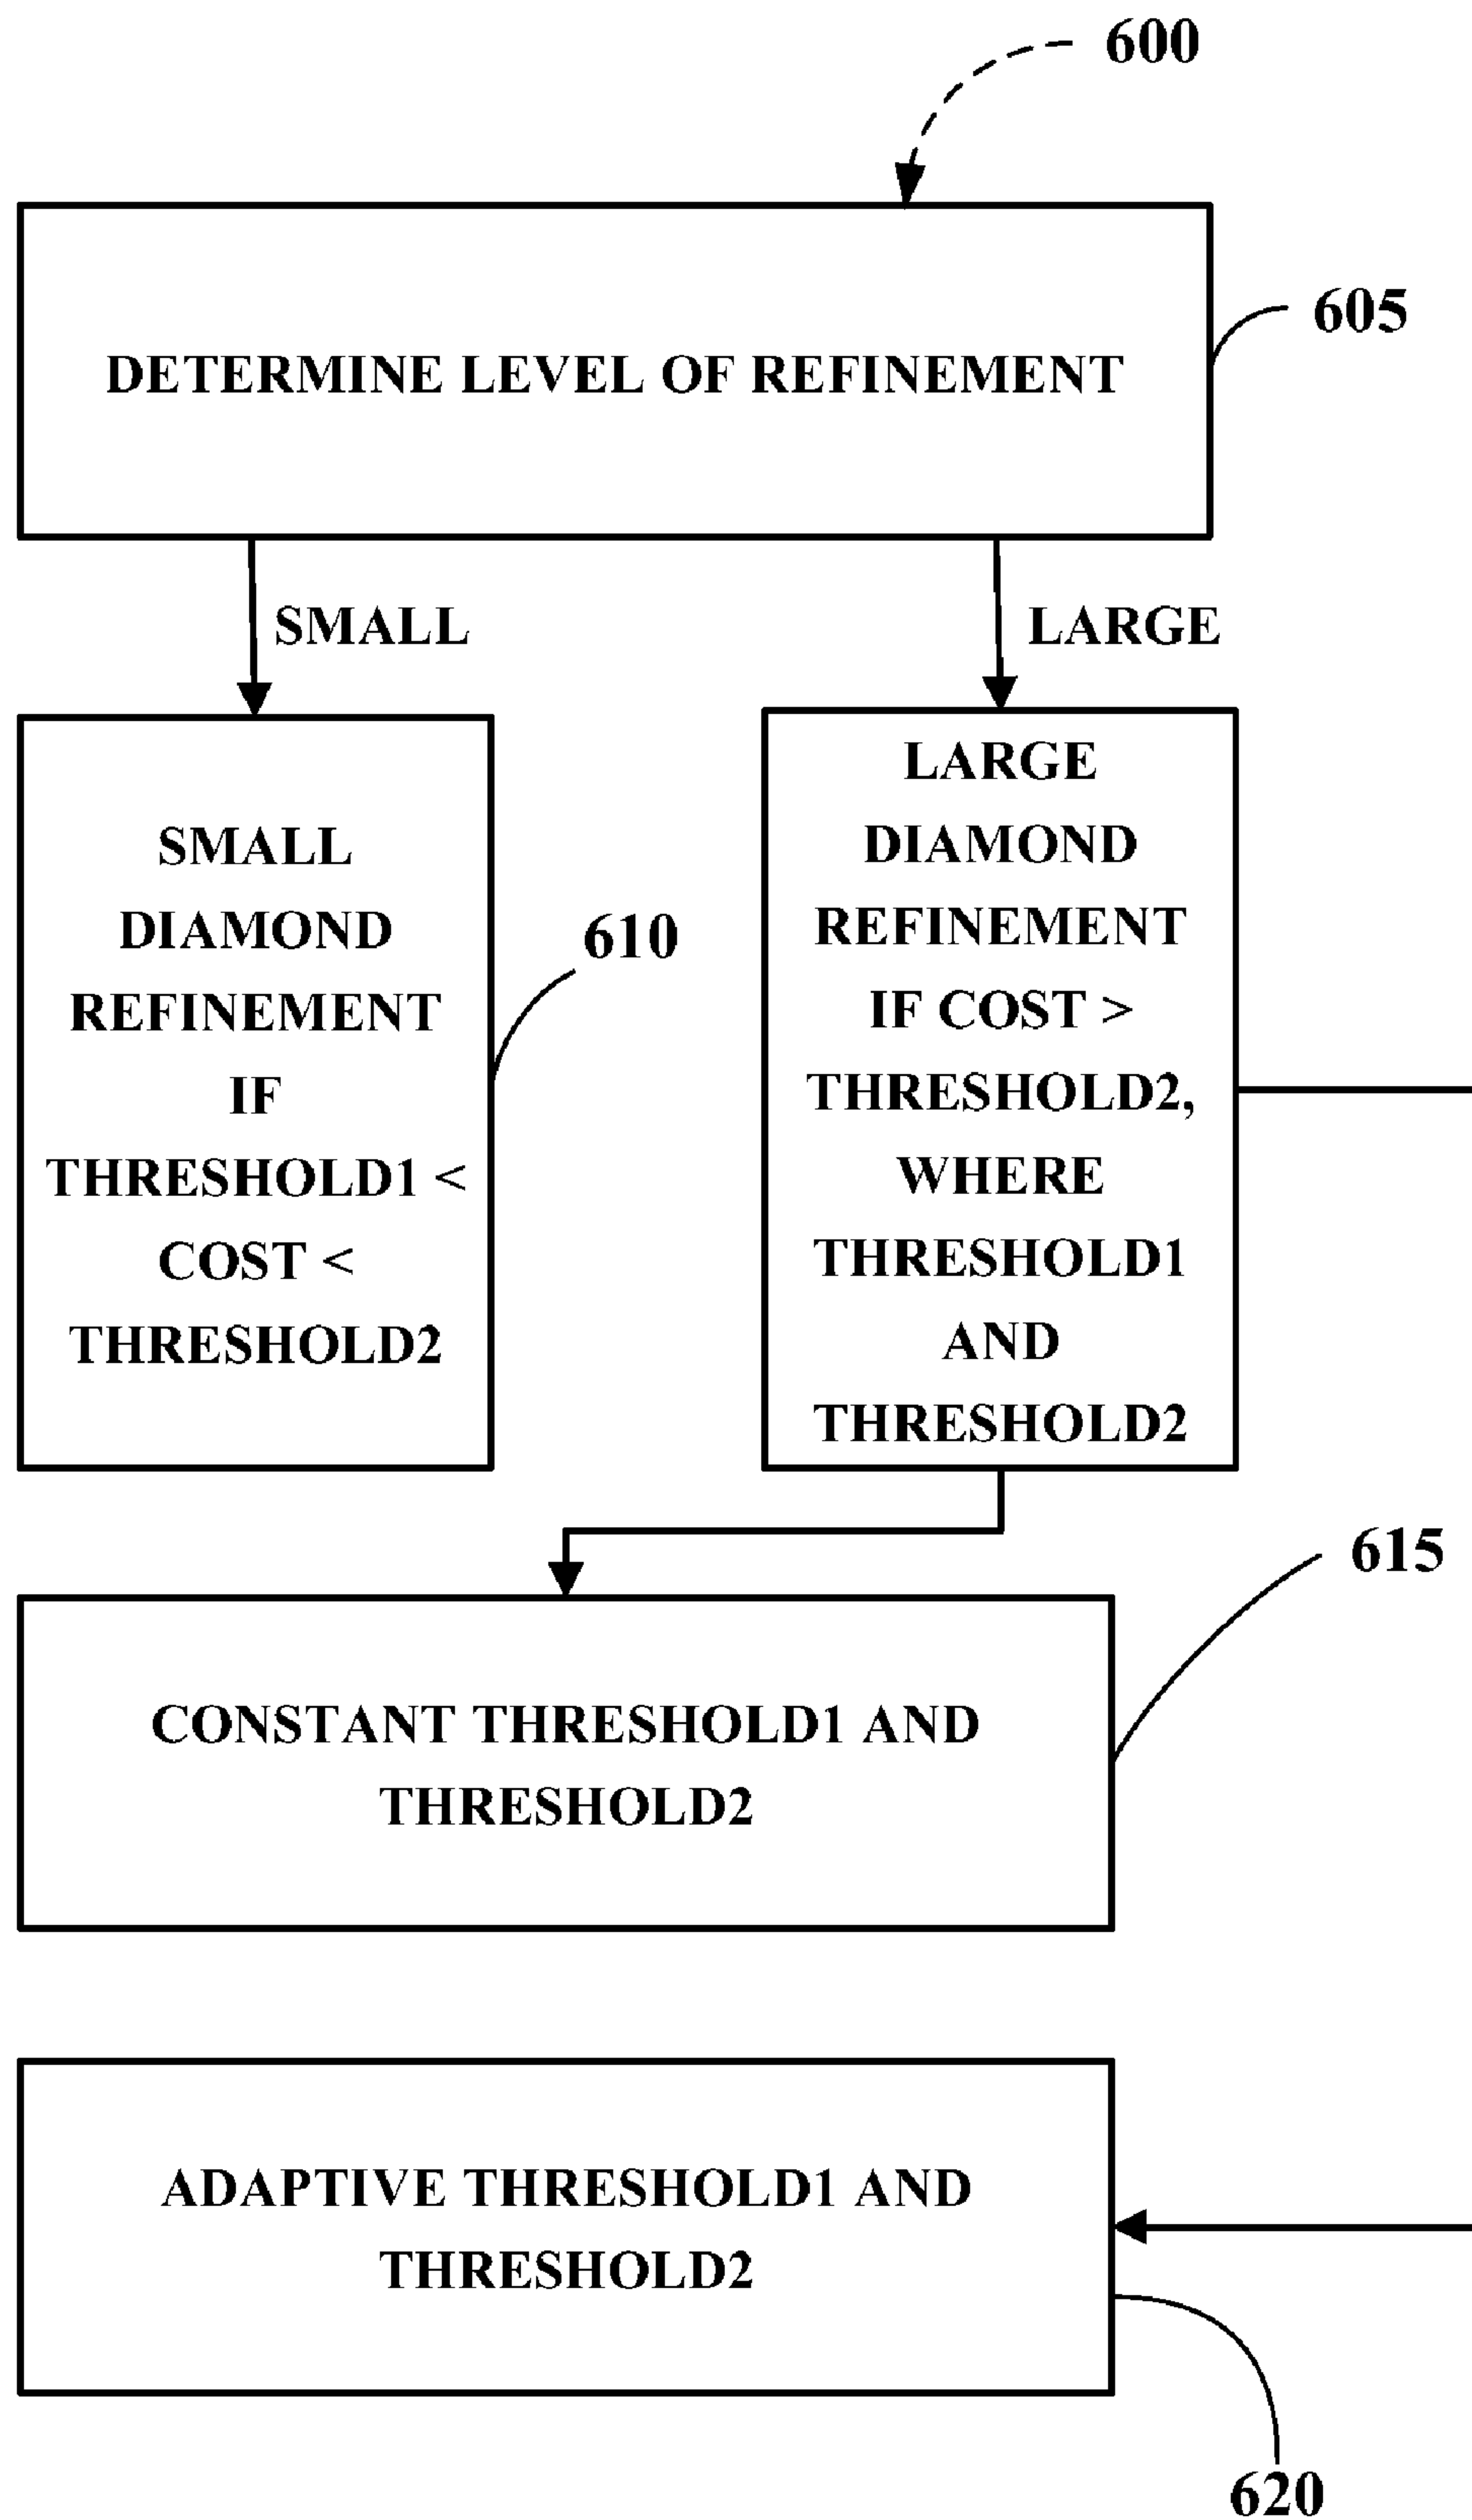 600
605
DETERMINE LEVEL OF REFINEMENT
SMALL
LARGE
SMALL
DIAMOND
REFINEMENT
IF
THRESHOLD1 <
COST <
THRESHOLD2
610
LARGE
DIAMOND
REFINEMENT
IF COST >
THRESHOLD2,
WHERE
THRESHOLD1
AND
THRESHOLD2
615
CONSTANT THRESHOLD1 AND
THRESHOLD2
ADAPTIVE THRESHOLD1 AND
THRESHOLD2
620